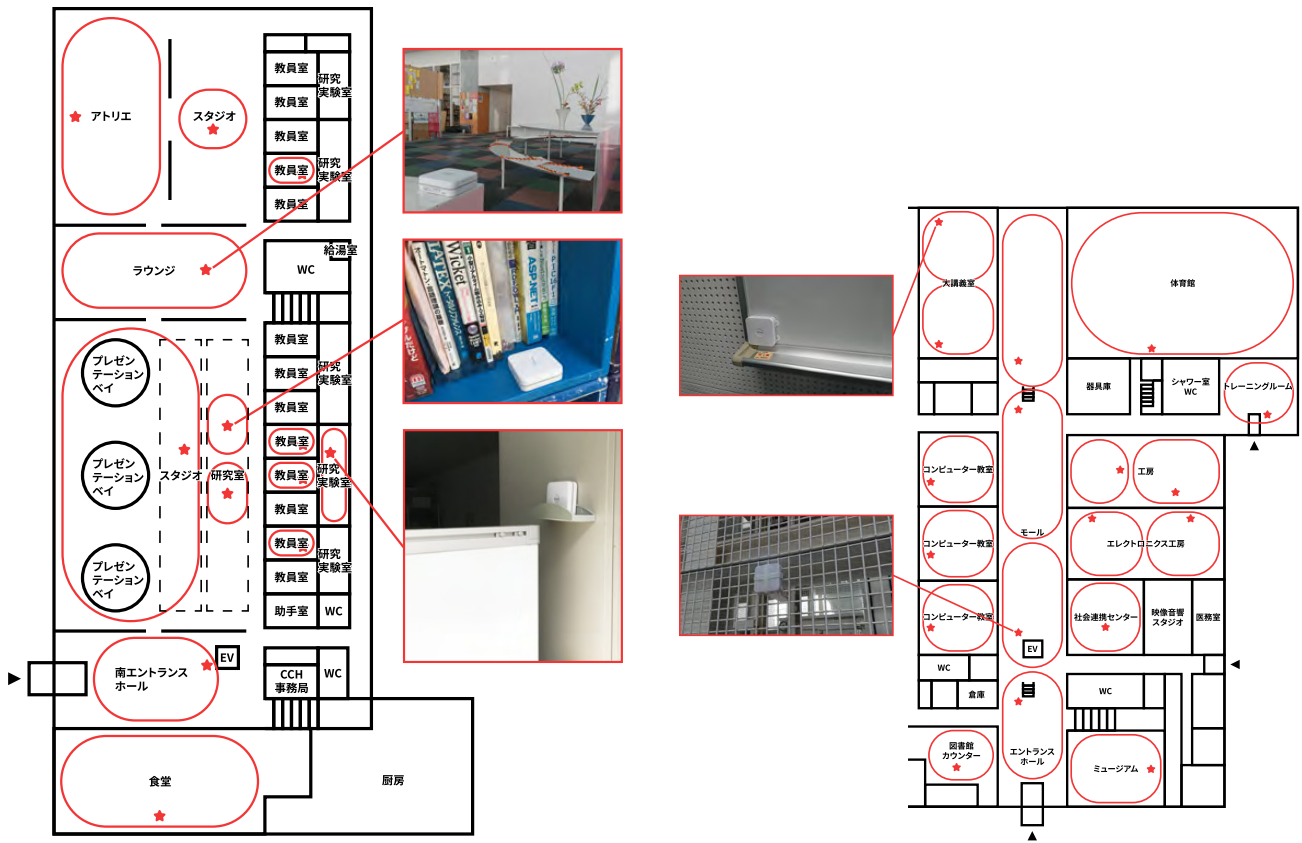 アトリエ
スタジオ
教員室
研究
実験室
教員室
教員室
教員室
研究
実験室
教員室
ラウンジ
給湯室
WC
プレゼン
テーション
ベイ
プレゼン
テーション
ベイ
プレゼン
テーション
ベイ
スタジオ
研究室
教員室
教員室
研究
実験室
教員室
教員室
教員室
研究
実験室
教員室
教員室
研究
実験室
教員室
助手室
WC
南エントランス
ホール
EV
CCH
事務局
WC
食堂
厨房
Wicket
ASP.NET
大講義室
体育館
器具庫
シャワー室
WC
トレーニングルーム
コンピューター教室
コンピューター教室
コンピューター教室
モール
工房
エレクトロニクス工房
社会連携センター
映像音響
スタジオ
医務室
EV
WC
倉庫
WC
図書館
カウンター
エントランス
ホール
ミュージアム